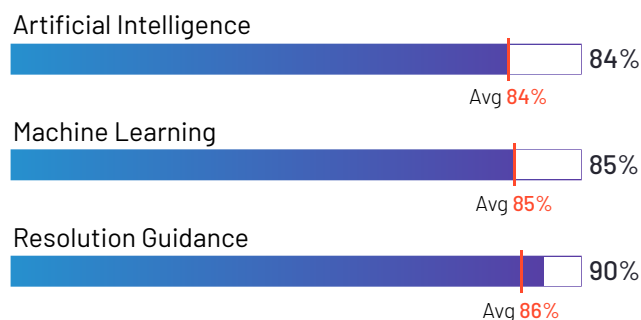 Artificial Intelligence
84%
Avg 84%
Machine Learning
85%
Avg 85%
Resolution Guidance
90%
Avg 86%